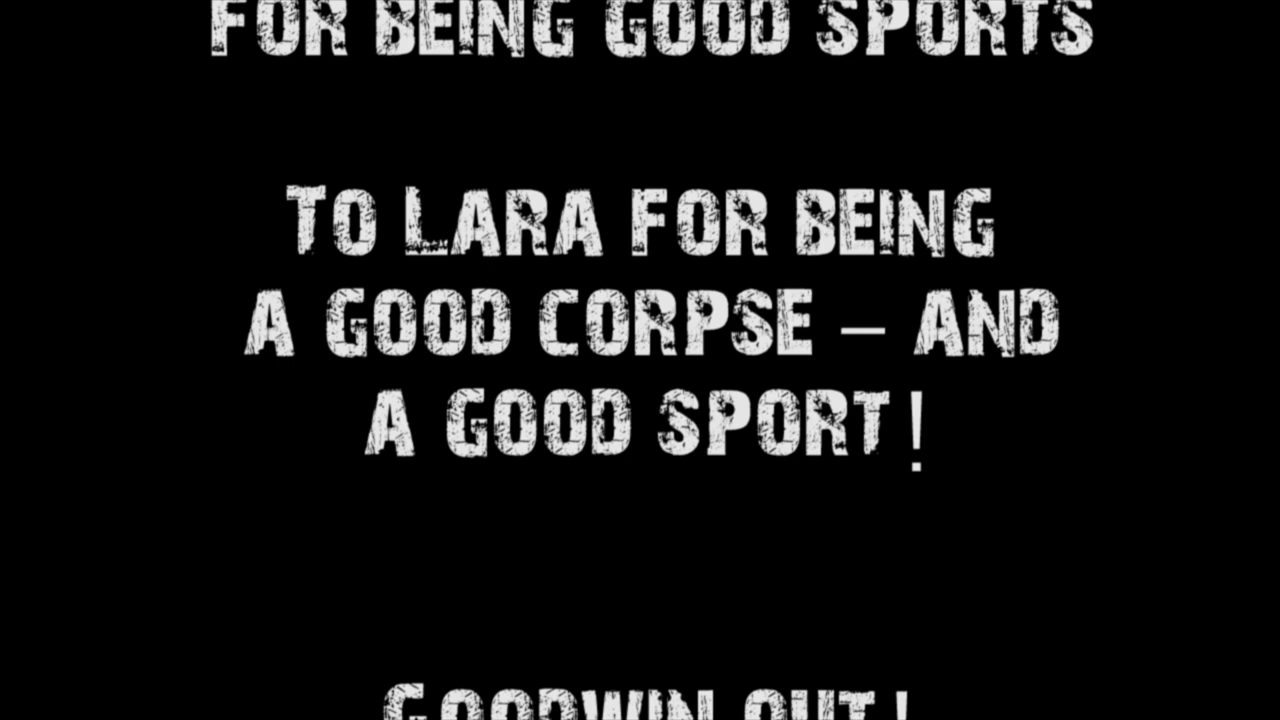 FOR BEING GOOD SPORTS
TO LARA FOR BEING
A GOOD CORPSE – AND
A GOOD SPORT!
GOODWIN OUT!